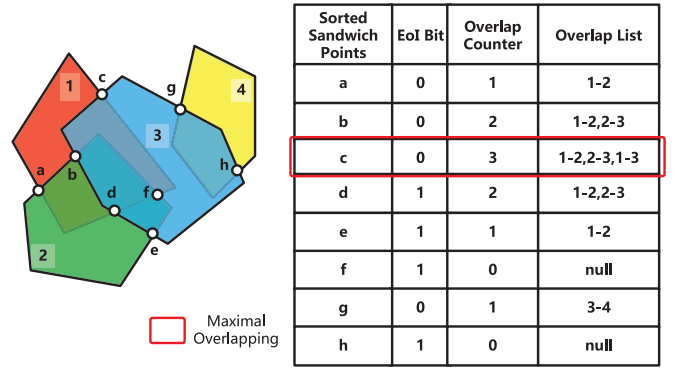 1
c
g
4
3
h
a
b
d
f
2
e
Maximal
Overlapping
Sorted Sandwich Points | EoI Bit | Overlap Counter | Overlap List
a 0 1 1-2
b 0 2 1-2,2-3
c 0 3 1-2,2-3,1-3
d 1 2 1-2,2-3
e 1 1 1-2
f 1 0 null
g 0 1 3-4
h 1 0 null